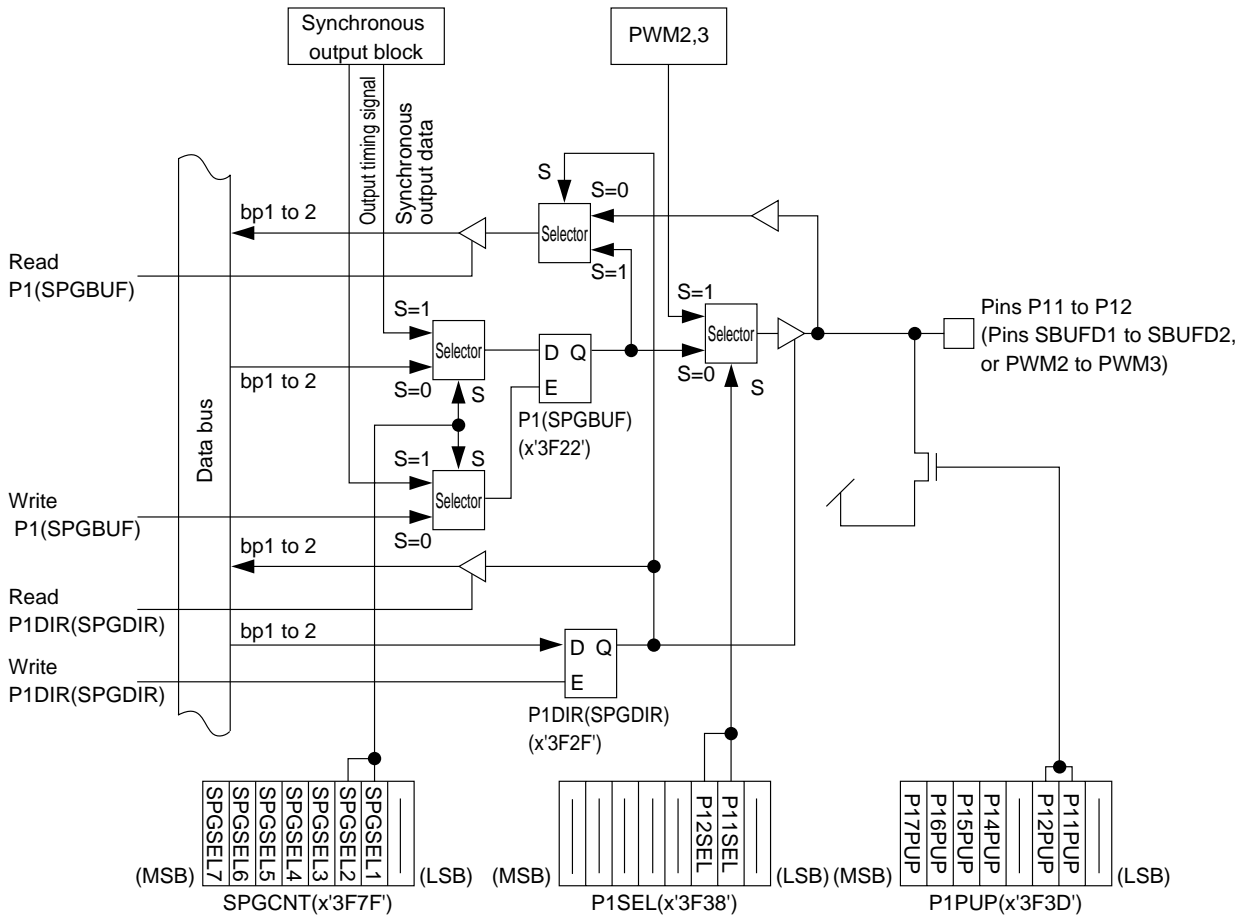 Synchronous
output block
PWM2,3
Output timing signal
Synchronous
output data
S
S=0
bp1 to 2
Selector
Read
P1(SPGBUF)
S=1
S=1
S=1
Pins P11 to P12
(Pins SBUFD1 to SBUFD2,
or PWM2 to PWM3)
Selector
Selector
D Q
bp1 to 2
S=0
S
E
S=0
S
P1(SPGBUF)
(x'3F22')
Data bus
S=1
S
Selector
Write
P1(SPGBUF)
S=0
bp1 to 2
Read
P1DIR(SPGDIR)
bp1 to 2
D Q
E
Write
P1DIR(SPGDIR)
P1DIR(SPGDIR)
(x'3F2F')
(MSB)
SPGSEL7
SPGSEL6
SPGSEL5
SPGSEL4
SPGSEL3
SPGSEL2
SPGSEL1
—
(LSB)
SPGCNT(x'3F7F')
(MSB)
—
—
—
—
—
P12SEL
P11SEL
—
(LSB)
P1SEL(x'3F38')
(MSB)
P17PUP
P16PUP
P15PUP
P14PUP
—
P12PUP
P11PUP
—
(LSB)
P1PUP(x'3F3D')